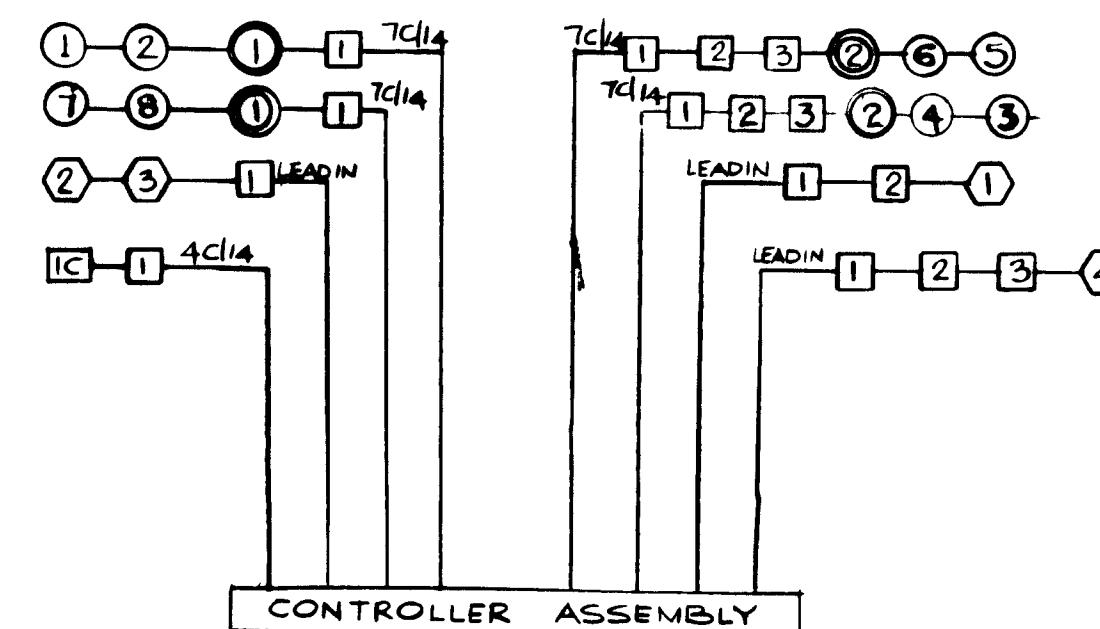 1 2 1 1 7C/14
7C/14 1 2 3 2 6 5
7 8 1 1 7C/14
7C/14 1 2 3 2 4 3
2 3 1 LEADIN
LEADIN 1 2 1
1C 1 4C/14
LEADIN 1 2 3 4
CONTROLLER ASSEMBLY